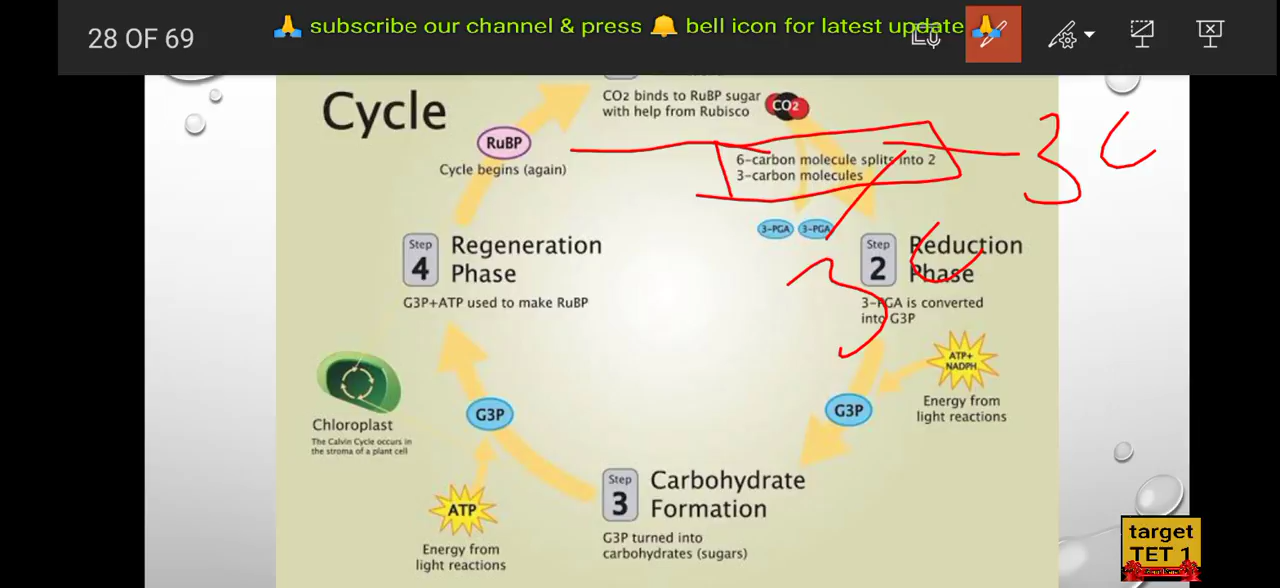 🙏 subscribe our channel & press 🔔 bell icon for latest update 🙏
28 OF 69
Cycle
CO2 binds to RuBP sugar
with help from Rubisco
CO2
RuBP
Cycle begins (again)
6-carbon molecule splits into 2
3-carbon molecules
3 C
3-PGA 3-PGA
3 C
Step
2
Reduction
Phase
3-PGA is converted
into G3P
ATP+
NADPH
Energy from
light reactions
G3P
Step
3
Carbohydrate
Formation
G3P turned into
carbohydrates (sugars)
G3P
ATP
Energy from
light reactions
Step
4
Regeneration
Phase
G3P+ATP used to make RuBP
Chloroplast
The Calvin Cycle occurs in
the stroma of a plant cell
target
TET 1